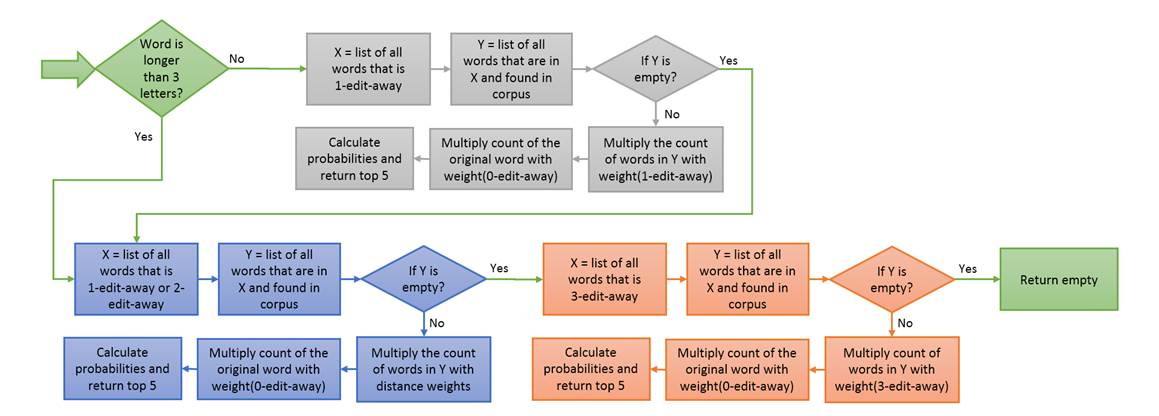 Word is
longer
than 3
letters?
No
X = list of all
words that is
1-edit-away
Y = list of all
words that are in
X and found in
corpus
If Y is
empty?
Yes
No
Yes
Calculate
probabilities and
return top 5
Multiply count of the
original word with
weight(0-edit-away)
Multiply the count
of words in Y with
weight(1-edit-away)
X = list of all
words that is
1-edit-away or 2-
edit-away
Y = list of all
words that are in
X and found in
corpus
If Y is
empty?
Yes
X = list of all
words that is
3-edit-away
Y = list of all
words that are in
X and found in
corpus
If Y is
empty?
Yes
Return empty
No
No
Calculate
probabilities and
return top 5
Multiply count of the
original word with
weight(0-edit-away)
Multiply the count
of words in Y with
distance weights
Calculate
probabilities and
return top 5
Multiply count of the
original word with
weight(0-edit-away)
Multiply count of
words in Y with
weight(3-edit-away)